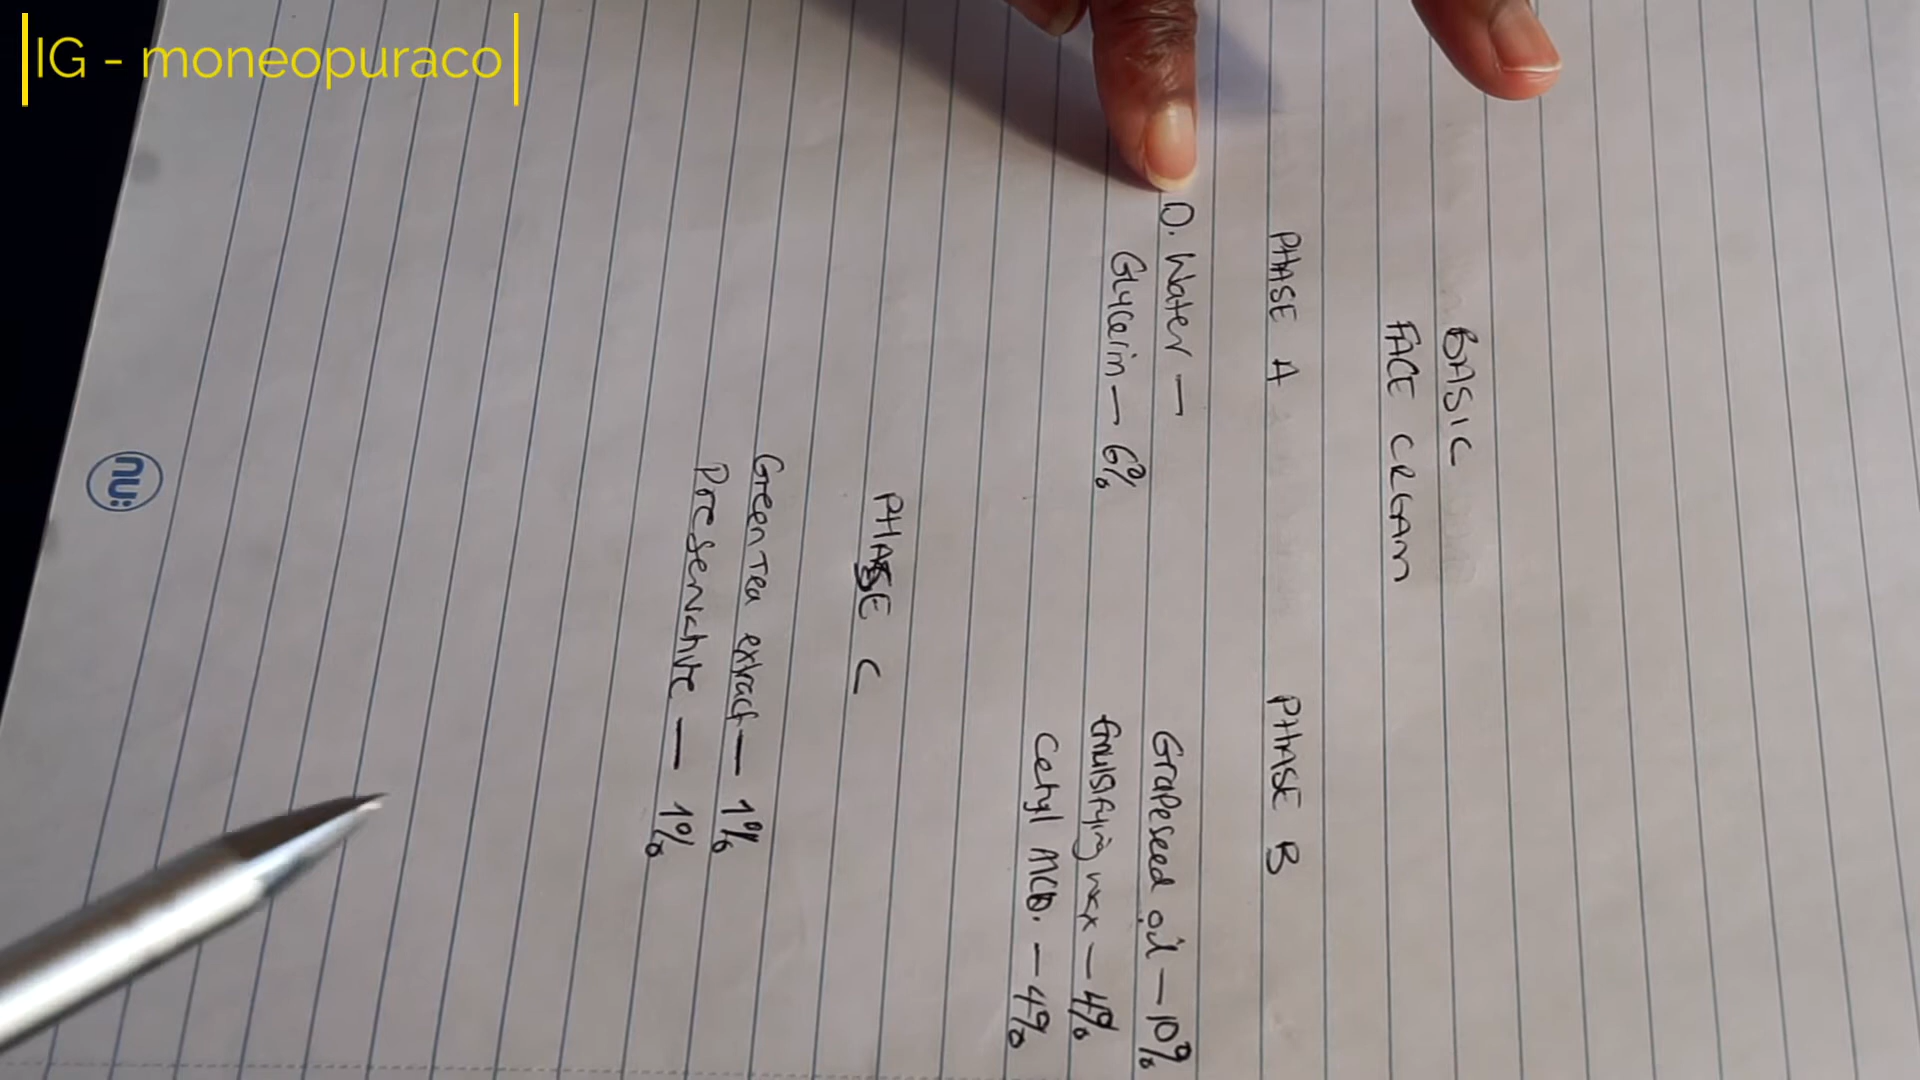 IG - moneopuraco
BASIC
FACE CREAM
PHASE A
D. Water —
Glycerin — 6%
PHASE B
Grapeseed oil — 10%
Emulsifying wax — 4%
Cetyl Alco. — 4%
PHASE C
Green Tea extract — 1%
Preservative — 1%
nu: